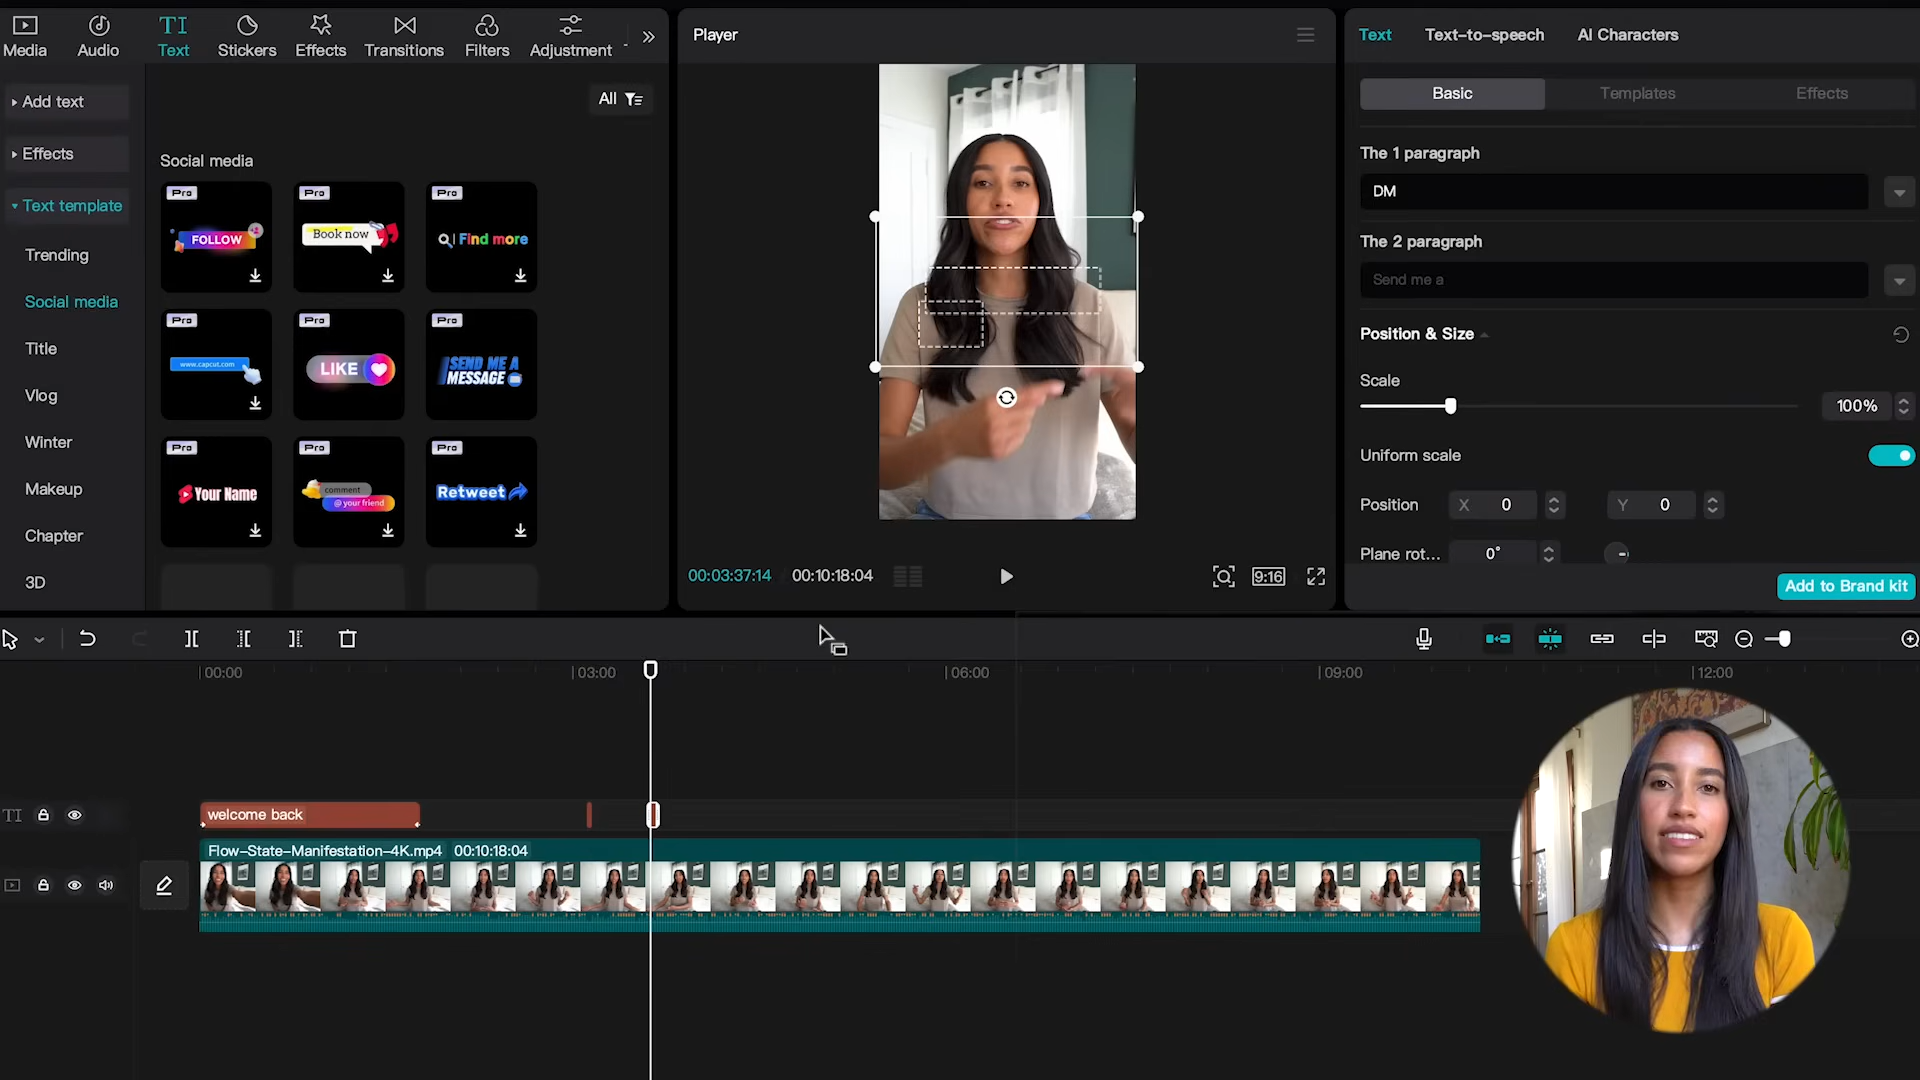 Media
Audio
TI
Text
Stickers
Effects
Transitions
Filters
Adjustment
Add text
Effects
Text template
Trending
Social media
Title
Vlog
Winter
Makeup
Chapter
3D
All
Social media
Pro
FOLLOW
Pro
Book now
Pro
Find more
Pro
www.capcut.com
Pro
LIKE
Pro
SEND ME A
MESSAGE
Pro
Your Name
Pro
comment
@ your friend
Pro
Retweet
Player
00:03:37:14
00:10:18:04
9:16
Text
Text-to-speech
AI Characters
Basic
Templates
Effects
The 1 paragraph
DM
The 2 paragraph
Send me a
Position & Size
Scale
100%
Uniform scale
Position
X 0
Y 0
Plane rot...
0°
Add to Brand kit
00:00
03:00
06:00
09:00
12:00
TI
welcome back
Flow-State-Manifestation-4K.mp4 00:10:18:04